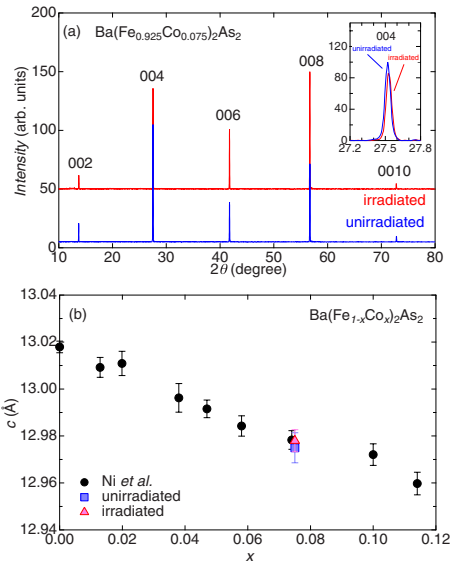 (a) Ba(Fe0.925Co0.075)2As2
Intensity (arb. units)
200
150
100
50
0
002
004
006
008
0010
irradiated
unirradiated
10 20 30 40 50 60 70 80
2θ (degree)
004
unirradiated
irradiated
120
80
40
0
27.2 27.5 27.8
(b) Ba(Fe1-xCox)2As2
c (Å)
13.04
13.02
13.00
12.98
12.96
12.94
Ni et al.
unirradiated
irradiated
0.00 0.02 0.04 0.06 0.08 0.10 0.12
x